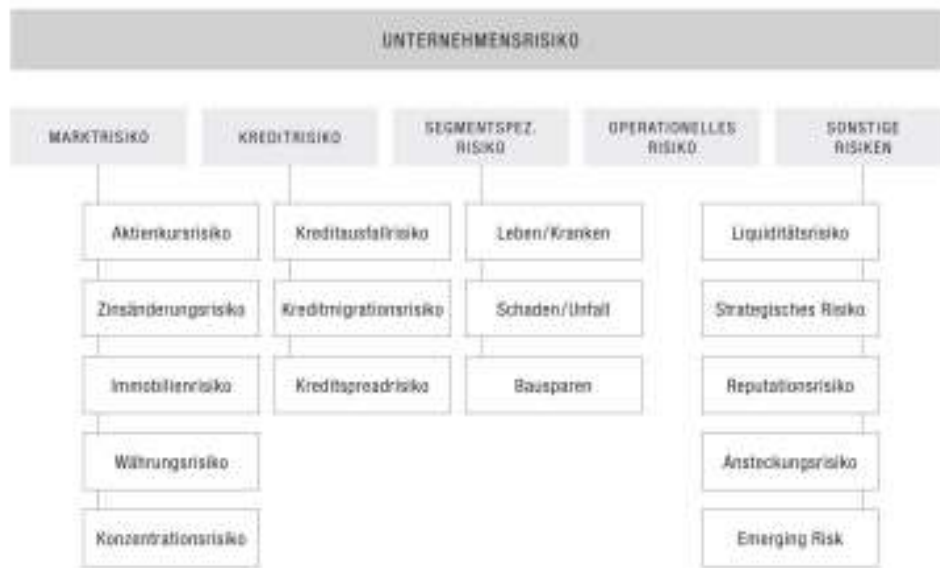 UNTERNEHMENSRISIKO
MARKTRISIKO
KREDITRISIKO
SEGMENTSPEZ.
RISIKO
OPERATIONELLES
RISIKO
SONSTIGE
RISIKEN
Aktienkursrisiko
Kreditausfallrisiko
Leben/Kranken
Liquiditätsrisiko
Zinsänderungsrisiko
Kreditmigrationsrisiko
Schaden/Unfall
Strategisches Risiko
Immobilienrisiko
Kreditspreadrisiko
Bausparen
Reputationsrisiko
Währungsrisiko
Ansteckungsrisiko
Konzentrationsrisiko
Emerging Risk